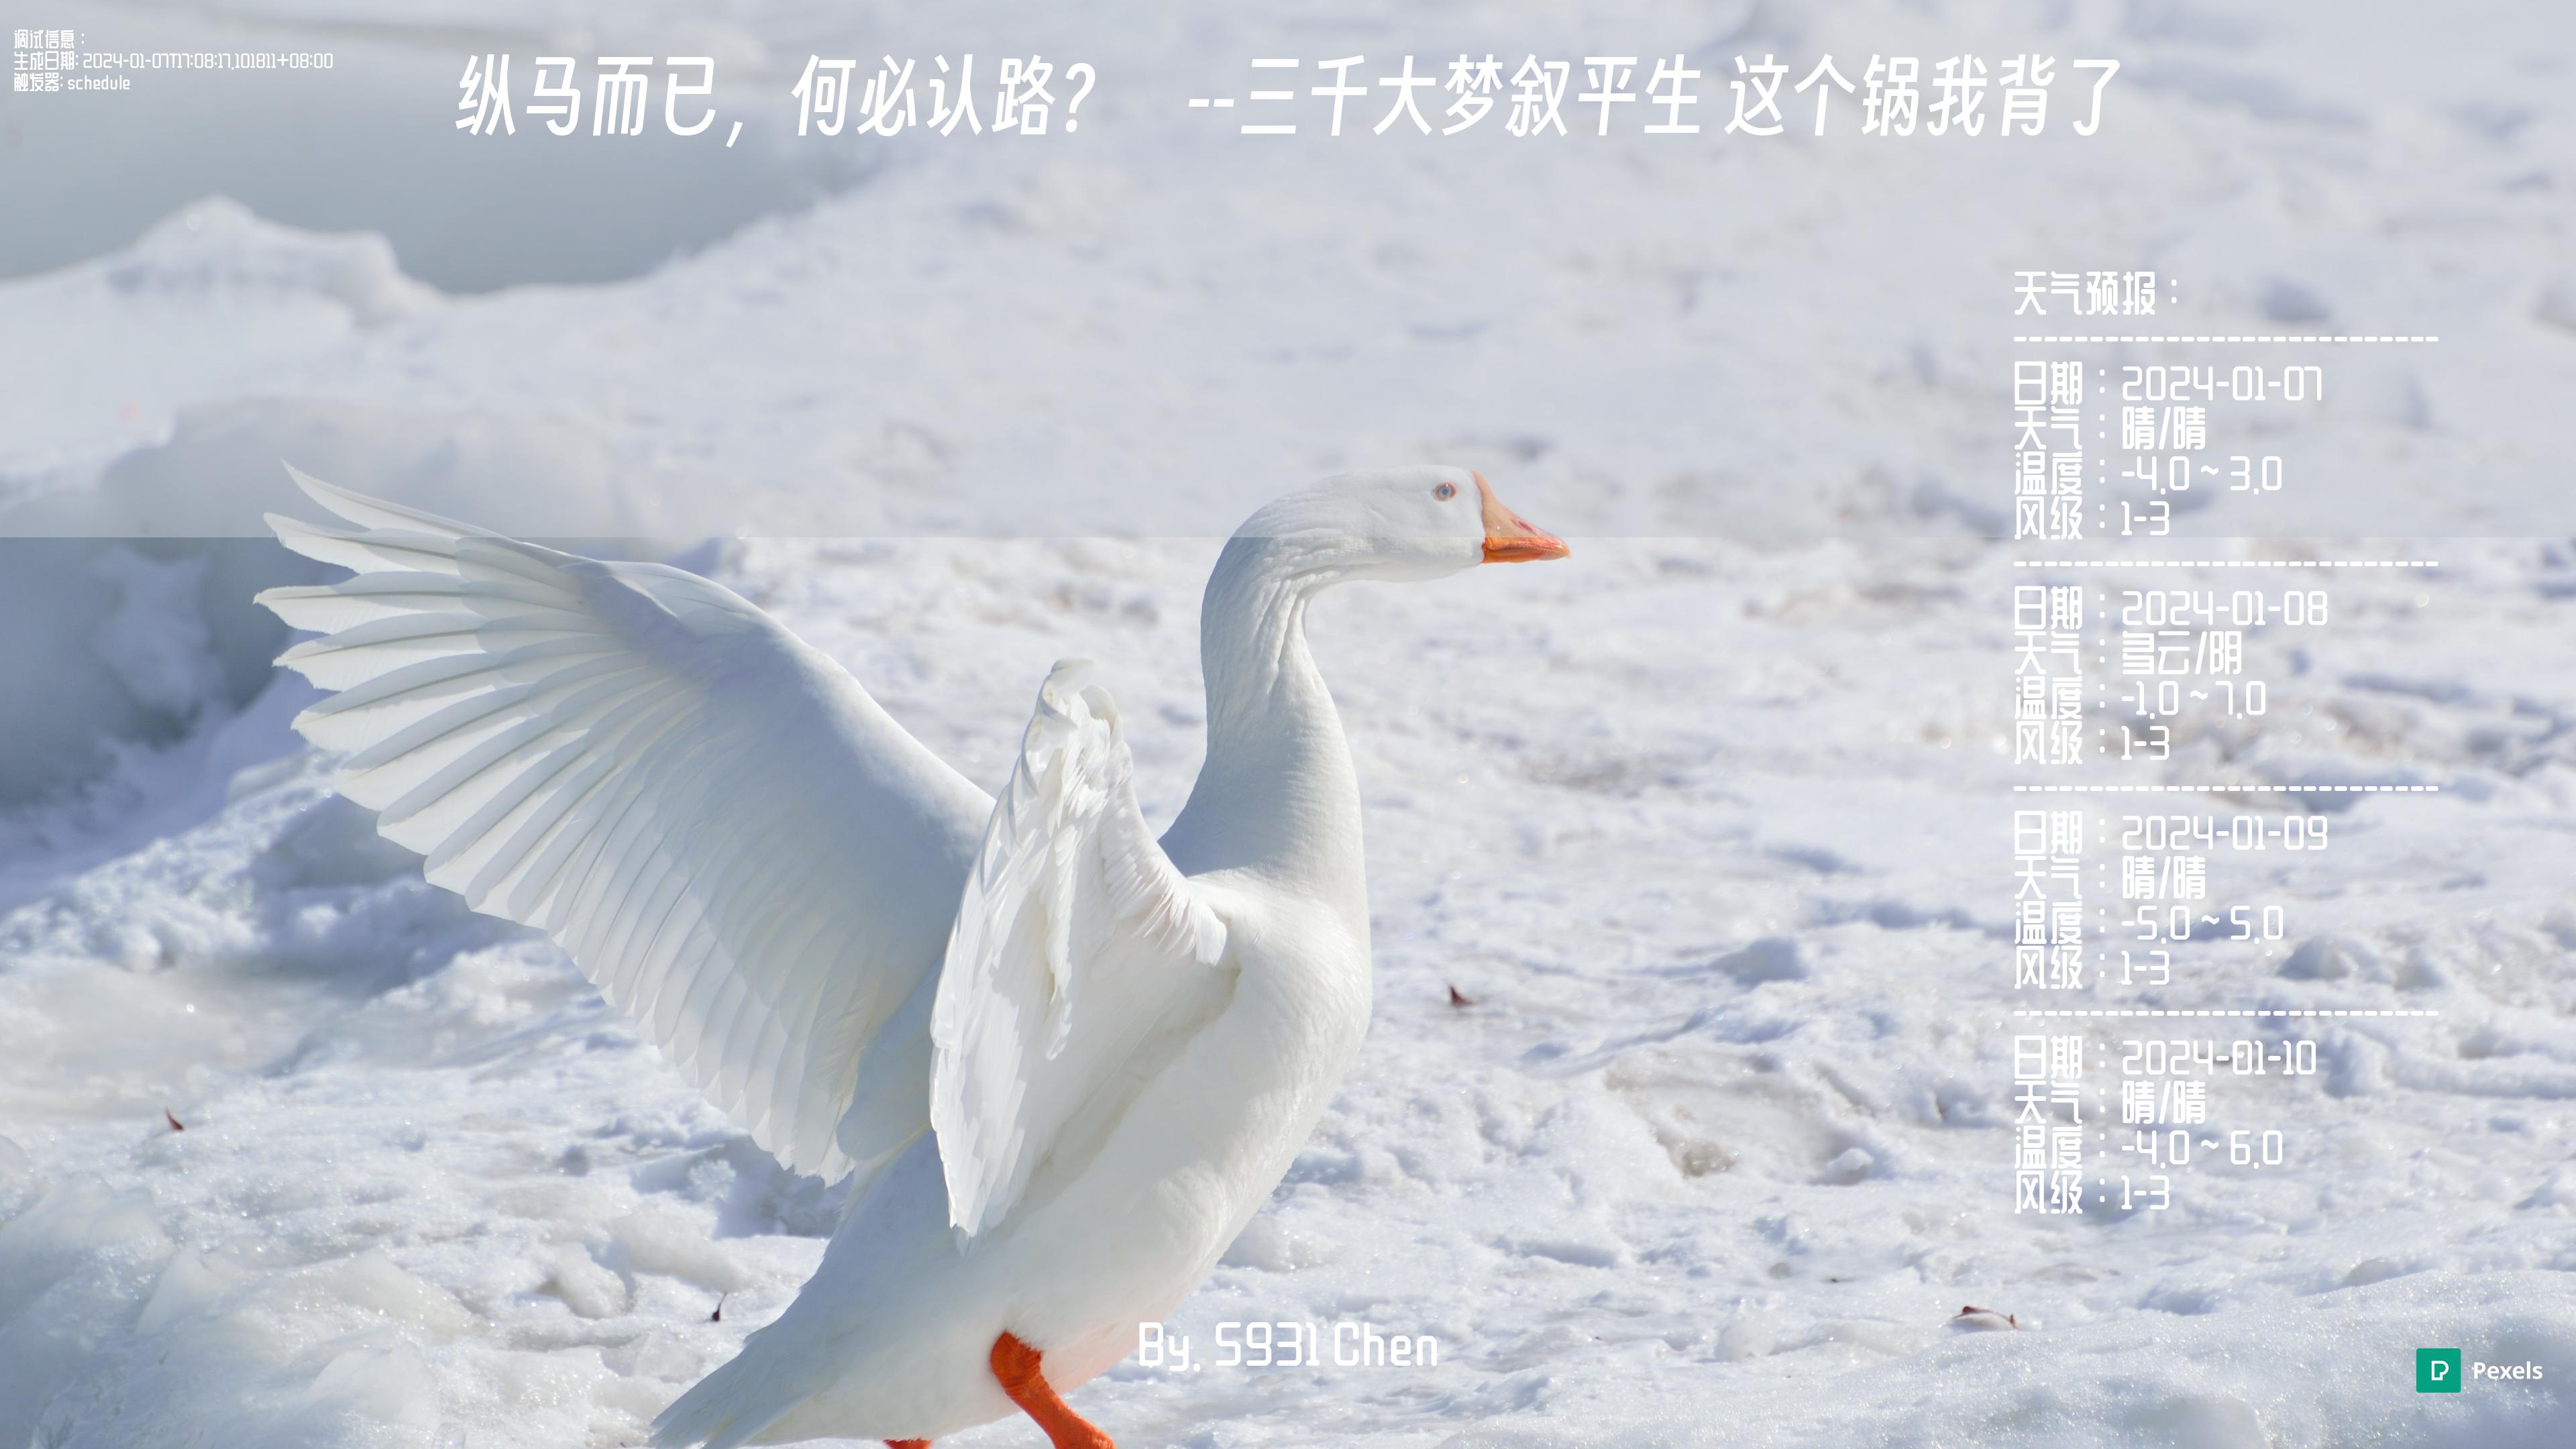 调试信息：
生成日期: 2024-01-07T17:08:17.101811+08:00
触发器: schedule
纵马而已，何必认路？ --三千大梦叙平生 这个锅我背了
天气预报：
----------------------------
日期：2024-01-07
天气：晴/晴
温度：-4.0 ~ 3.0
风级：1-3
----------------------------
日期：2024-01-08
天气：多云/阴
温度：-1.0 ~ 7.0
风级：1-3
----------------------------
日期：2024-01-09
天气：晴/晴
温度：-5.0 ~ 5.0
风级：1-3
----------------------------
日期：2024-01-10
天气：晴/晴
温度：-4.0 ~ 6.0
风级：1-3
By. 5931 Chen
Pexels